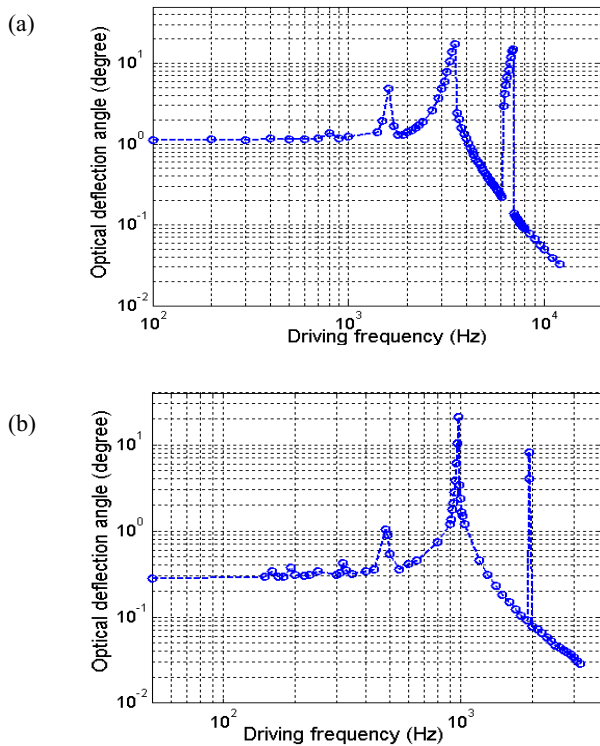 (a)
Optical deflection angle (degree)
10^1
10^0
10^-1
10^-2
10^2
10^3
10^4
Driving frequency (Hz)
(b)
Optical deflection angle (degree)
10^1
10^0
10^-1
10^-2
10^2
10^3
Driving frequency (Hz)